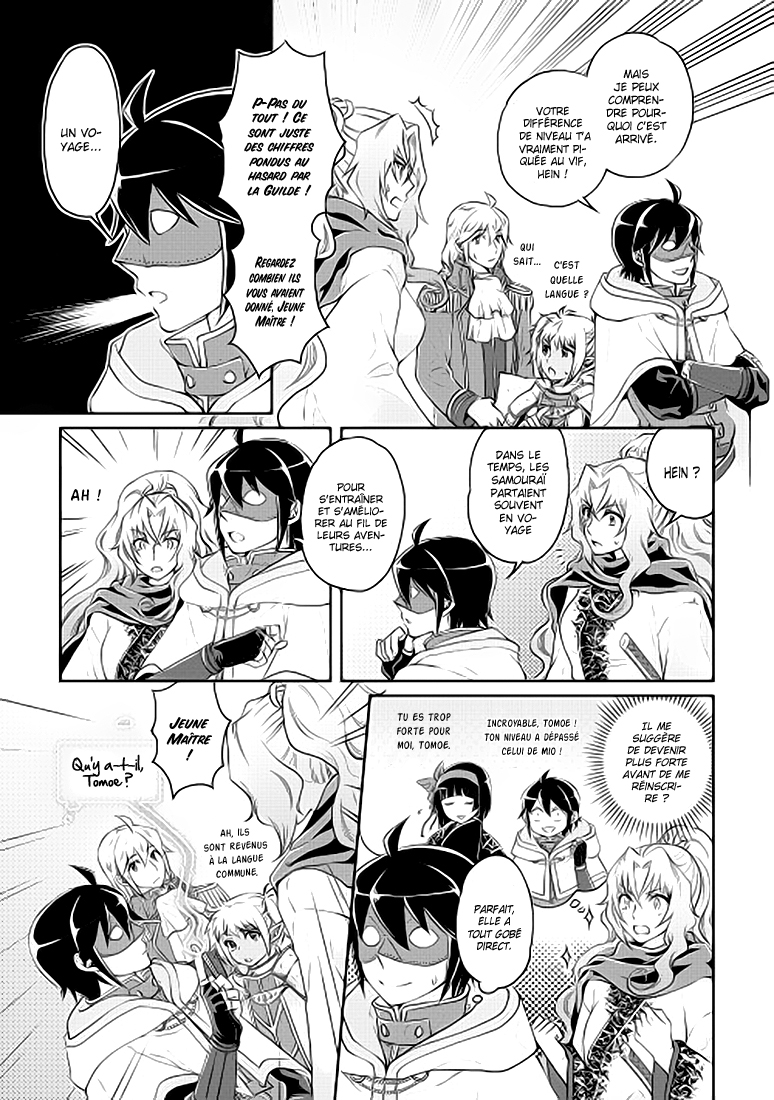 MAIS
JE PEUX
COMPREN-
DRE POUR-
QUOI C'EST
ARRIVÉ.
VOTRE
DIFFÉRENCE
DE NIVEAU T'A
VRAIMENT PI-
QUÉE AU VIF,
HEIN !
P-PAS DU
TOUT ! CE
SONT JUSTE
DES CHIFFRES
PONDUS AU
HASARD PAR
LA GUILDE !
REGARDEZ
COMBIEN ILS
VOUS AVAIENT
DONNÉ, JEUNE
MAÎTRE !
UN VO-
YAGE...
QUI
SAIT...
C'EST
QUELLE
LANGUE ?
HEIN ?
DANS LE
TEMPS, LES
SAMOURAÏ
PARTAIENT
SOUVENT
EN VO-
YAGE
POUR
S'ENTRAÎNER
ET S'AMÉLIO-
RER AU FIL DE
LEURS AVEN-
TURES...
AH !
IL ME
SUGGÈRE
DE DEVENIR
PLUS FORTE
AVANT DE ME
RÉINSCRI-
RE ?
INCROYABLE, TOMOE !
TON NIVEAU A DÉPASSÉ
CELUI DE MIO !
TU ES TROP
FORTE POUR
MOI, TOMOE.
PARFAIT,
ELLE A
TOUT GOBÉ
DIRECT.
JEUNE
MAÎTRE !
Qu'y a-t-il,
Tomoe ?
AH, ILS
SONT REVENUS
À LA LANGUE
COMMUNE.